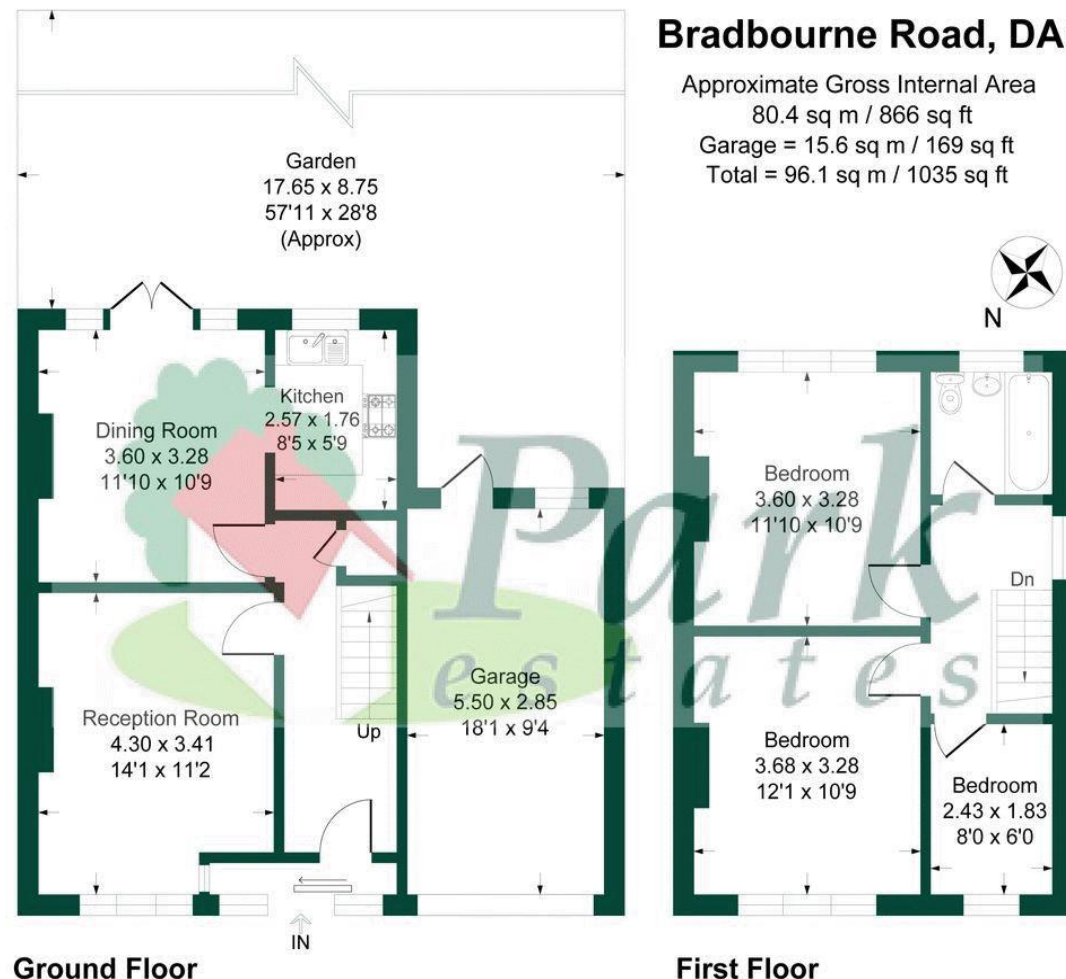 Bradbourne Road, DA
Approximate Gross Internal Area
80.4 sq m / 866 sq ft
Garage = 15.6 sq m / 169 sq ft
Total = 96.1 sq m / 1035 sq ft
N
Garden
17.65 x 8.75
57'11 x 28'8
(Approx)
Kitchen
2.57 x 1.76
8'5 x 5'9
Dining Room
3.60 x 3.28
11'10 x 10'9
Reception Room
4.30 x 3.41
14'1 x 11'2
Up
Garage
5.50 x 2.85
18'1 x 9'4
IN
Ground Floor
Bedroom
3.60 x 3.28
11'10 x 10'9
Dn
Bedroom
3.68 x 3.28
12'1 x 10'9
Bedroom
2.43 x 1.83
8'0 x 6'0
First Floor
Park
estates